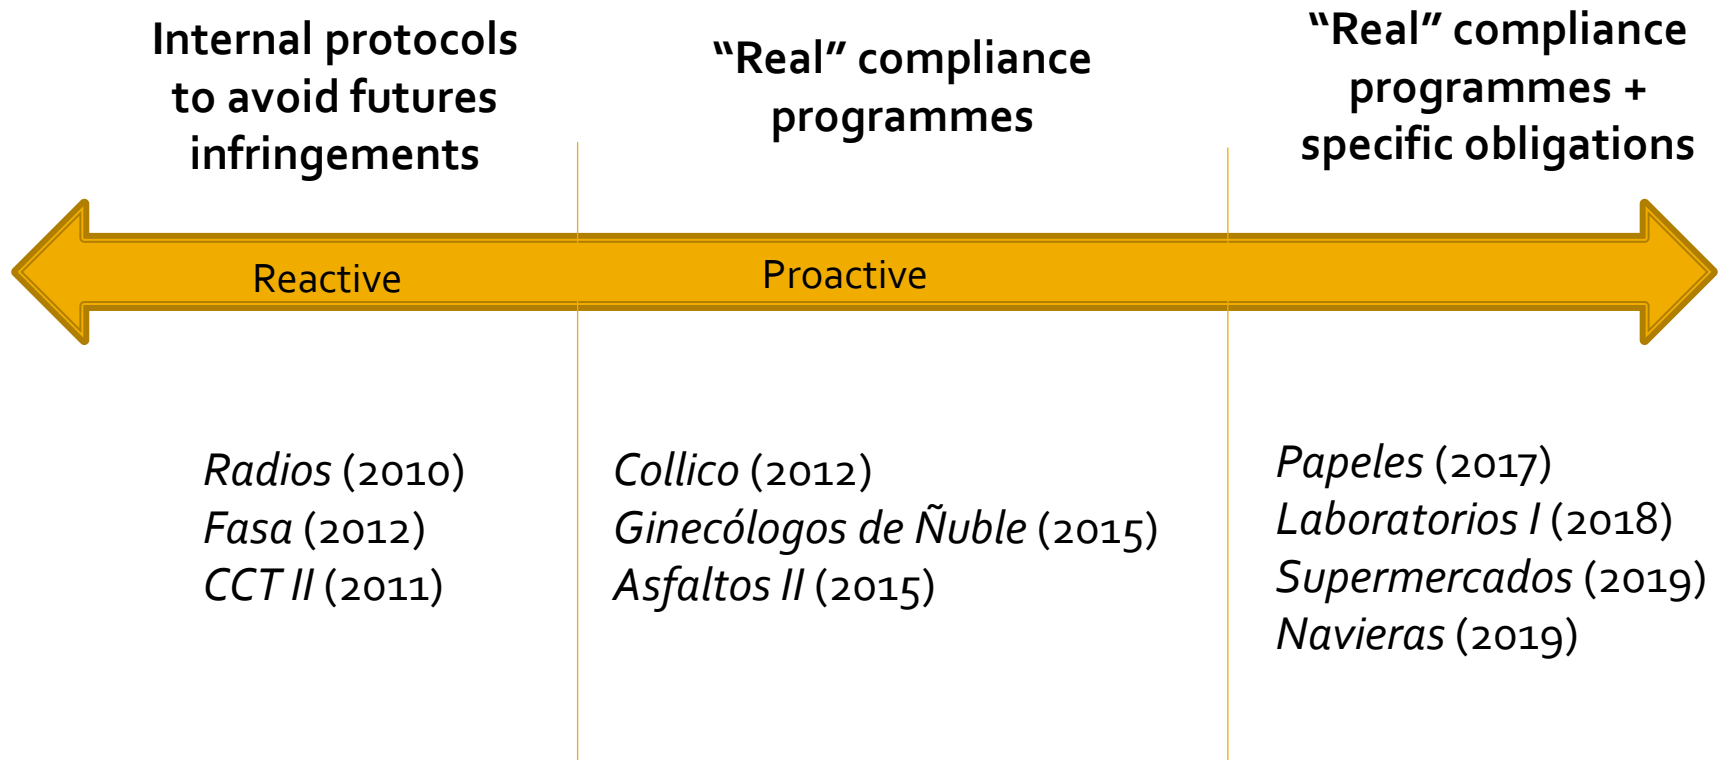 Internal protocols
to avoid futures
infringements
“Real” compliance
programmes
“Real” compliance
programmes +
specific obligations
Reactive
Proactive
Radios (2010)
Fasa (2012)
CCT II (2011)
Collico (2012)
Ginecólogos de Ñuble (2015)
Asfaltos II (2015)
Papeles (2017)
Laboratorios I (2018)
Supermercados (2019)
Navieras (2019)